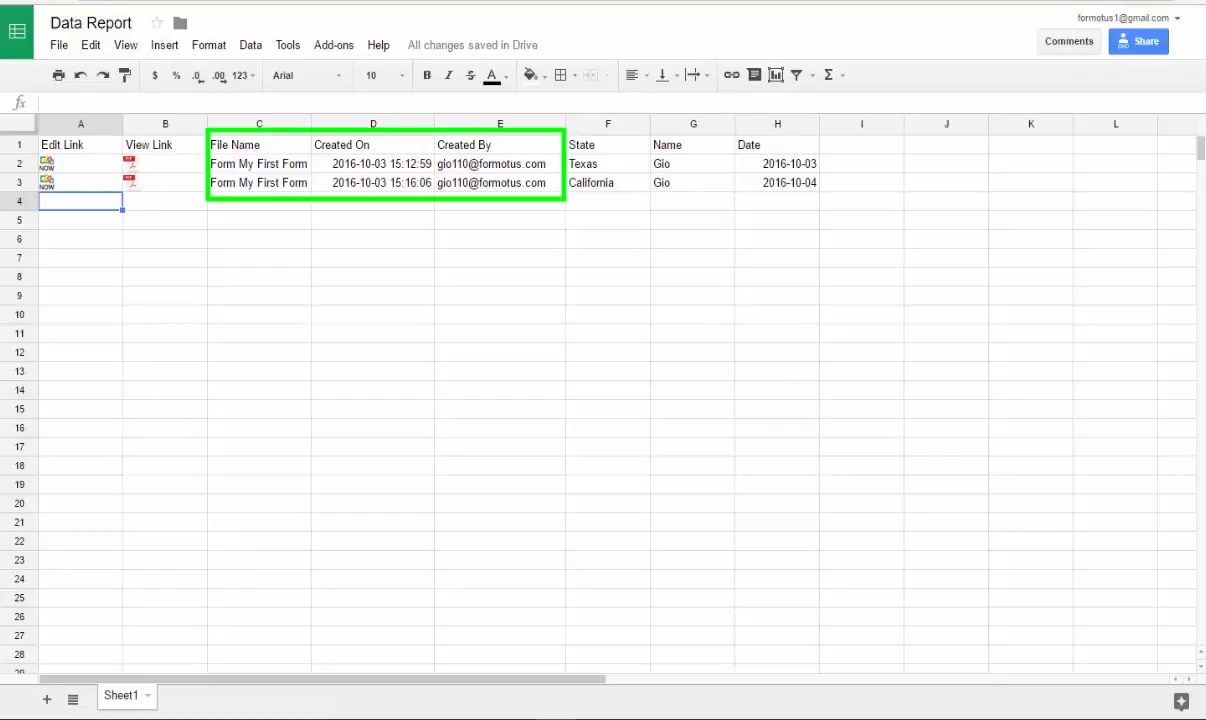 Data Report
formotus1@gmail.com
File Edit View Insert Format Data Tools Add-ons Help All changes saved in Drive
Comments Share
$ % .0 .00 123 Arial 10 B I S A Σ
fx
A B C D E F G H I J K L
1 Edit Link View Link File Name Created On Created By State Name Date
2 NOW PDF Form My First Form 2016-10-03 15:12:59 gio110@formotus.com Texas Gio 2016-10-03
3 NOW PDF Form My First Form 2016-10-03 15:16:06 gio110@formotus.com California Gio 2016-10-04
4
5
6
7
8
9
10
11
12
13
14
15
16
17
18
19
20
21
22
23
24
25
26
27
28
29
+ Sheet1